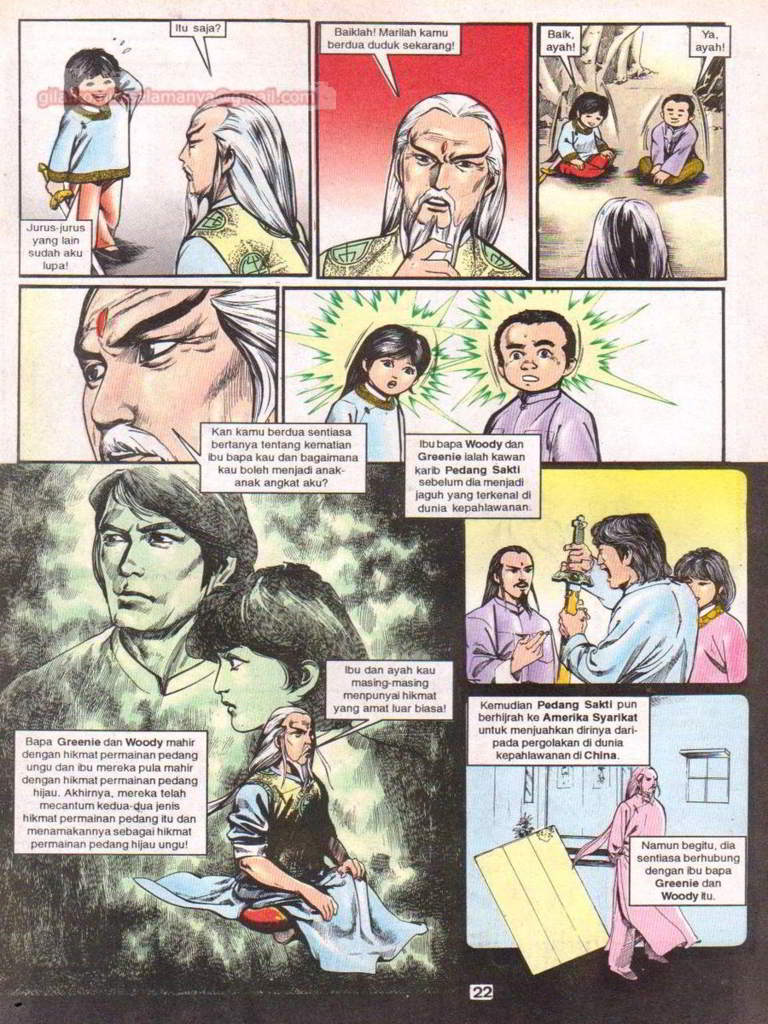 Itu saja?
Jurus-jurus
yang lain
sudah aku
lupa!
Baiklah! Marilah kamu
berdua duduk sekarang!
Baik,
ayah!
Ya,
ayah!
Kan kamu berdua sentiasa
bertanya tentang kematian
ibu bapa kau dan bagaimana
kau boleh menjadi anak-
anak angkat aku?
Ibu bapa Woody dan
Greenie ialah kawan
karib Pedang Sakti
sebelum dia menjadi
jaguh yang terkenal di
dunia kepahlawanan.
Ibu dan ayah kau
masing-masing
menpunyai hikmat
yang amat luar biasa!
Bapa Greenie dan Woody mahir
dengan hikmat permainan pedang
ungu dan ibu mereka pula mahir
dengan hikmat permainan pedang
hijau. Akhirnya, mereka telah
mecantum kedua-dua jenis
hikmat permainan pedang itu dan
menamakannya sebagai hikmat
permainan pedang hijau ungu!
Kemudian Pedang Sakti pun
berhijrah ke Amerika Syarikat
untuk menjuahkan dirinya dari-
pada pergolakan di dunia
kepahlawanan di China.
Namun begitu, dia
sentiasa berhubung
dengan ibu bapa
Greenie dan
Woody itu.
22